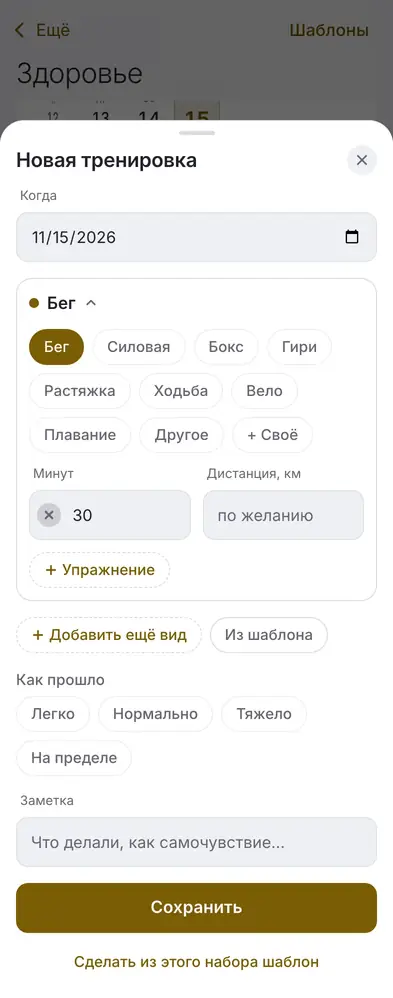 Ещё
Шаблоны
Здоровье
12 13 14 15
Новая тренировка
Когда
11/15/2026
Бег
Бег Силовая Бокс Гири
Растяжка Ходьба Вело
Плавание Другое + Своё
Минут Дистанция, км
30 по желанию
+ Упражнение
+ Добавить ещё вид Из шаблона
Как прошло
Легко Нормально Тяжело
На пределе
Заметка
Что делали, как самочувствие...
Сохранить
Сделать из этого набора шаблон